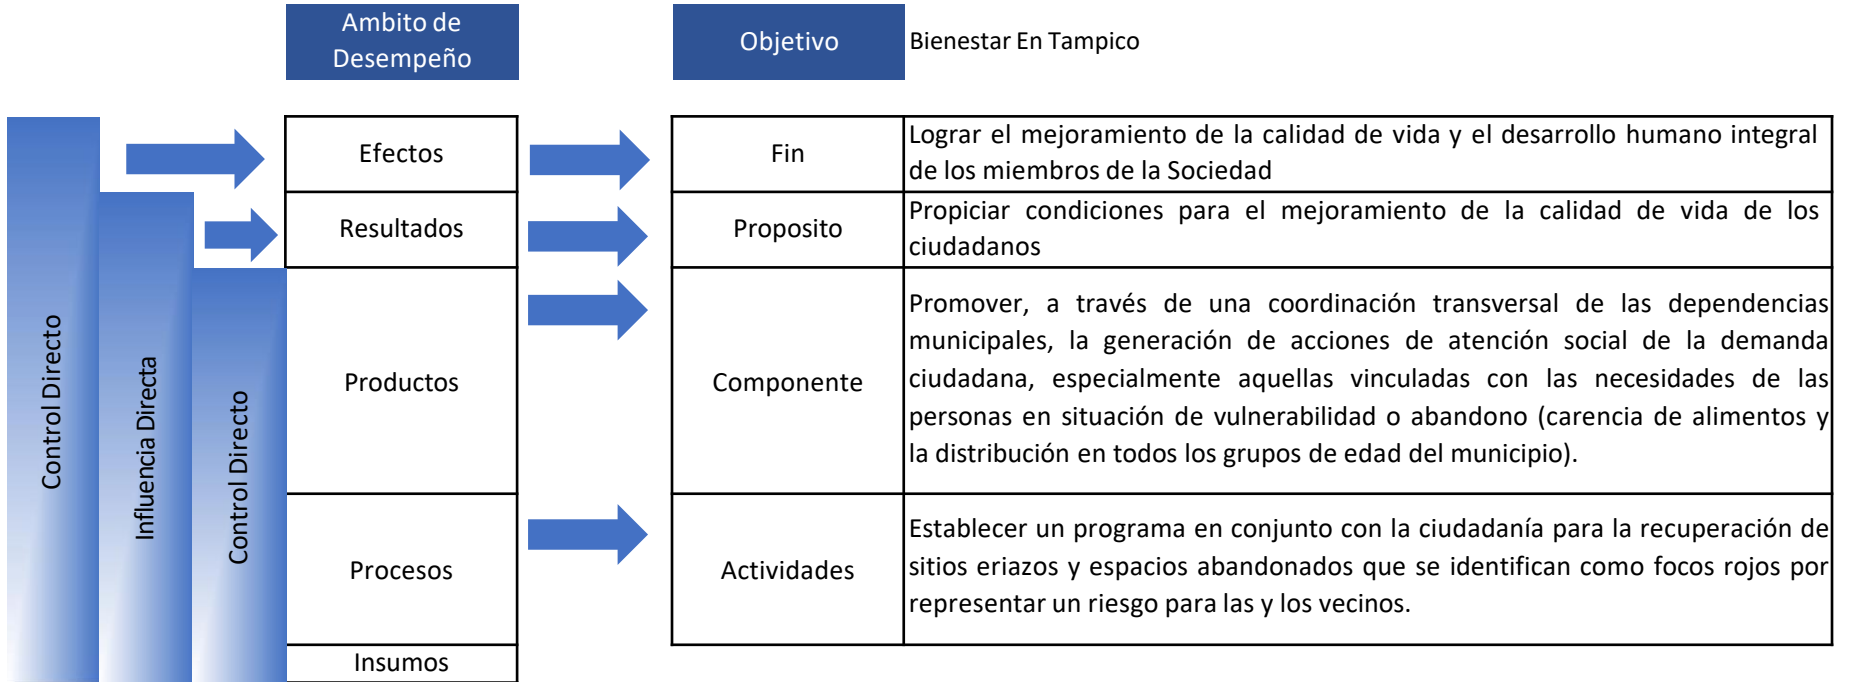 Ambito de
Desempeño
Objetivo
Bienestar En Tampico
Control Directo
Influencia Directa
Control Directo
Efectos
Fin
Lograr el mejoramiento de la calidad de vida y el desarrollo humano integral
de los miembros de la Sociedad
Resultados
Proposito
Propiciar condiciones para el mejoramiento de la calidad de vida de los
ciudadanos
Productos
Componente
Promover, a través de una coordinación transversal de las dependencias
municipales, la generación de acciones de atención social de la demanda
ciudadana, especialmente aquellas vinculadas con las necesidades de las
personas en situación de vulnerabilidad o abandono (carencia de alimentos y
la distribución en todos los grupos de edad del municipio).
Procesos
Actividades
Establecer un programa en conjunto con la ciudadanía para la recuperación de
sitios eriazos y espacios abandonados que se identifican como focos rojos por
representar un riesgo para las y los vecinos.
Insumos